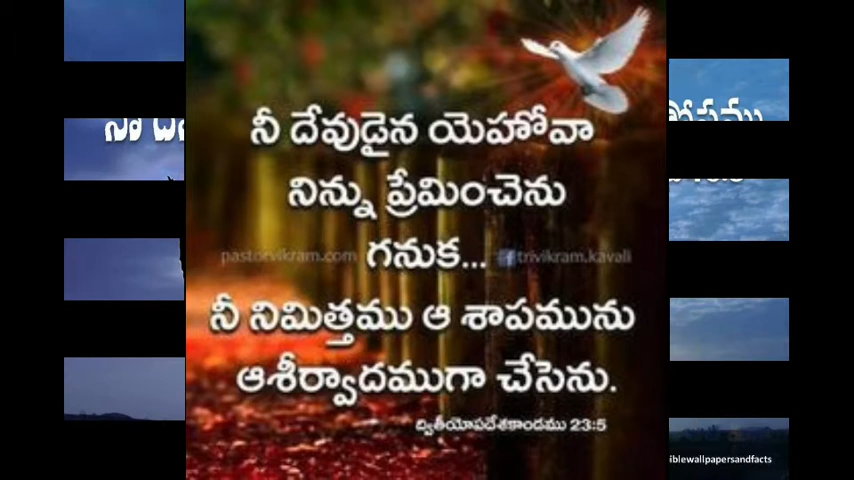 నీ దేవుడైన యెహోవా
నిన్ను ప్రేమించెను
pastorvikram.com గనుక... trivikram.kavali
నీ నిమిత్తము ఆ శాపమును
ఆశీర్వాదముగా చేసెను.
ద్వితీయోపదేశకాండము 23:5
iblewallpapersandfacts